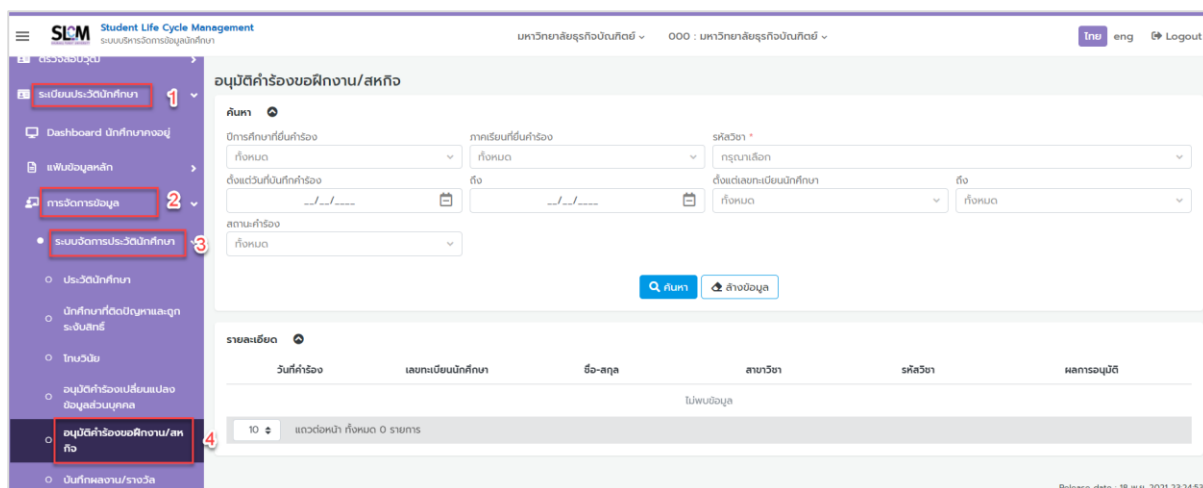 SLCM Student Life Cycle Management
ระบบบริหารจัดการข้อมูลนักศึกษา
มหาวิทยาลัยธุรกิจบัณฑิตย์ 000 : มหาวิทยาลัยธุรกิจบัณฑิตย์
ไทย eng Logout
ตรวจสอบวุฒิ
ระเบียนประวัตินักศึกษา 1
Dashboard นักศึกษาคงอยู่
แฟ้มข้อมูลหลัก
การจัดการข้อมูล 2
ระบบจัดการประวัตินักศึกษา 3
ประวัตินักศึกษา
นักศึกษาที่ติดปัญหาและถูก
ระงับสิทธิ์
โทษวินัย
อนุมัติคำร้องเปลี่ยนแปลง
ข้อมูลส่วนบุคคล
อนุมัติคำร้องขอฝึกงาน/สห
กิจ 4
บันทึกผลงาน/รางวัล
อนุมัติคำร้องขอฝึกงาน/สหกิจ
ค้นหา
ปีการศึกษาที่ยื่นคำร้อง ภาคเรียนที่ยื่นคำร้อง รหัสวิชา *
ทั้งหมด ทั้งหมด กรุณาเลือก
ตั้งแต่วันที่บันทึกคำร้อง ถึง ตั้งแต่เลขทะเบียนนักศึกษา ถึง
__/__/____ __/__/____ ทั้งหมด ทั้งหมด
สถานะคำร้อง
ทั้งหมด
ค้นหา ล้างข้อมูล
รายละเอียด
วันที่คำร้อง เลขทะเบียนนักศึกษา ชื่อ-สกุล สาขาวิชา รหัสวิชา ผลการอนุมัติ
ไม่พบข้อมูล
10 แถวต่อหน้า ทั้งหมด 0 รายการ
Release date : 18 พ.ย. 2021 23:24:53